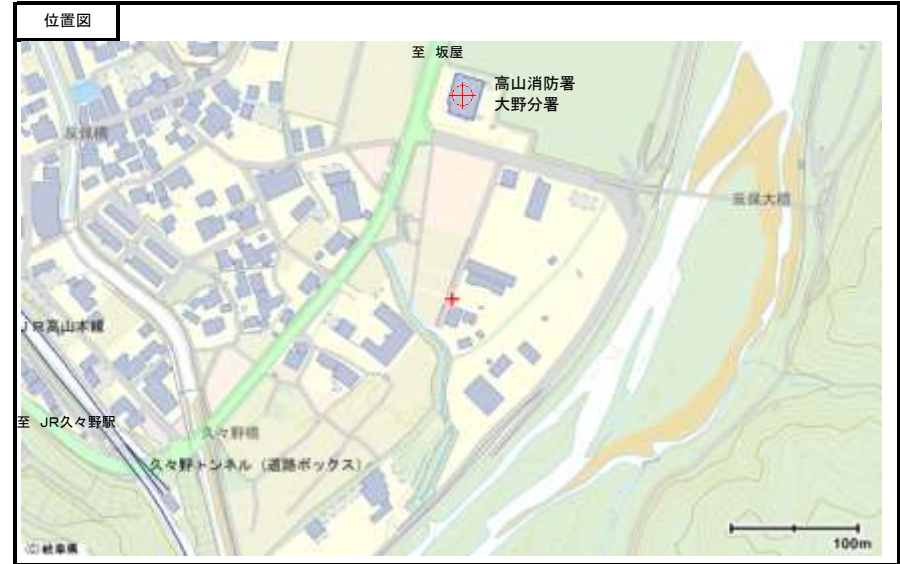 位置図
至 坂屋
高山消防署
大野分署
JR高山本線
至 JR久々野駅
久々野橋
久々野トンネル（道路ボックス）
(C)岐阜県
100m